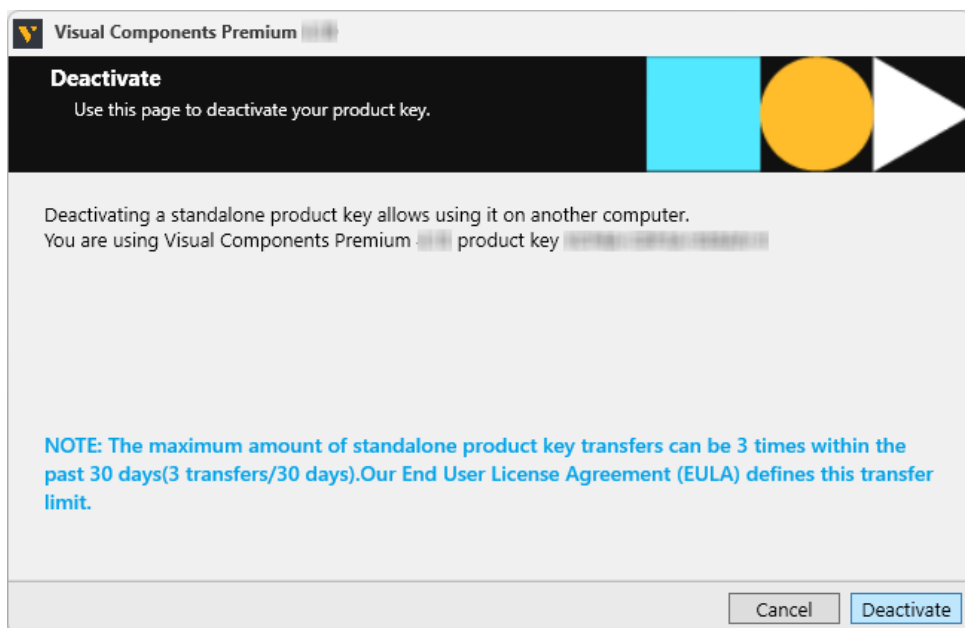 Visual Components Premium
Deactivate
Use this page to deactivate your product key.
Deactivating a standalone product key allows using it on another computer.
You are using Visual Components Premium product key
NOTE: The maximum amount of standalone product key transfers can be 3 times within the
past 30 days(3 transfers/30 days).Our End User License Agreement (EULA) defines this transfer
limit.
Cancel Deactivate